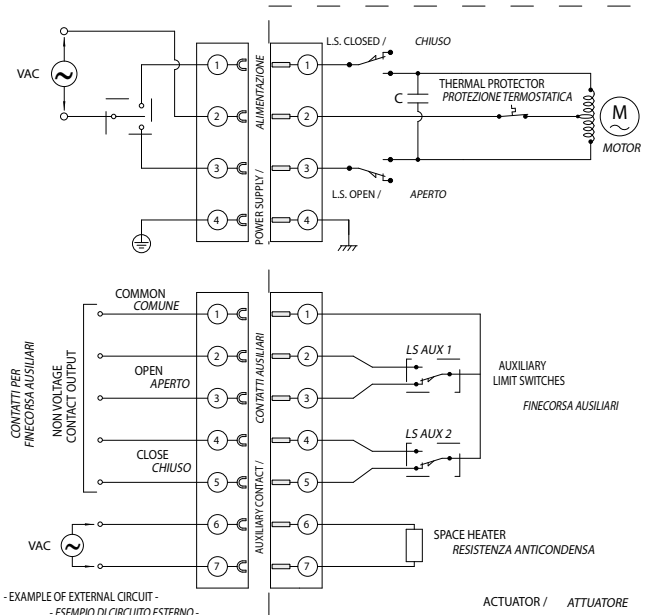 L.S. CLOSED / CHIUSO
VAC
1
1
2
2
3
3
4
4
POWER SUPPLY / ALIMENTAZIONE
C
THERMAL PROTECTOR
PROTEZIONE TERMOSTATICA
M
MOTOR
L.S. OPEN / APERTO
CONTATTI PER
FINECORSA AUSILIARI
NON VOLTAGE
CONTACT OUTPUT
COMMON
COMUNE
OPEN
APERTO
CLOSE
CHIUSO
VAC
1
1
2
2
3
3
4
4
5
5
6
6
7
7
AUXILIARY CONTACT / CONTATTI AUSILIARI
LS AUX 1
LS AUX 2
AUXILIARY
LIMIT SWITCHES
FINECORSA AUSILIARI
SPACE HEATER
RESISTENZA ANTICONDENSA
- EXAMPLE OF EXTERNAL CIRCUIT -
- ESEMPIO DI CIRCUITO ESTERNO -
ACTUATOR / ATTUATORE